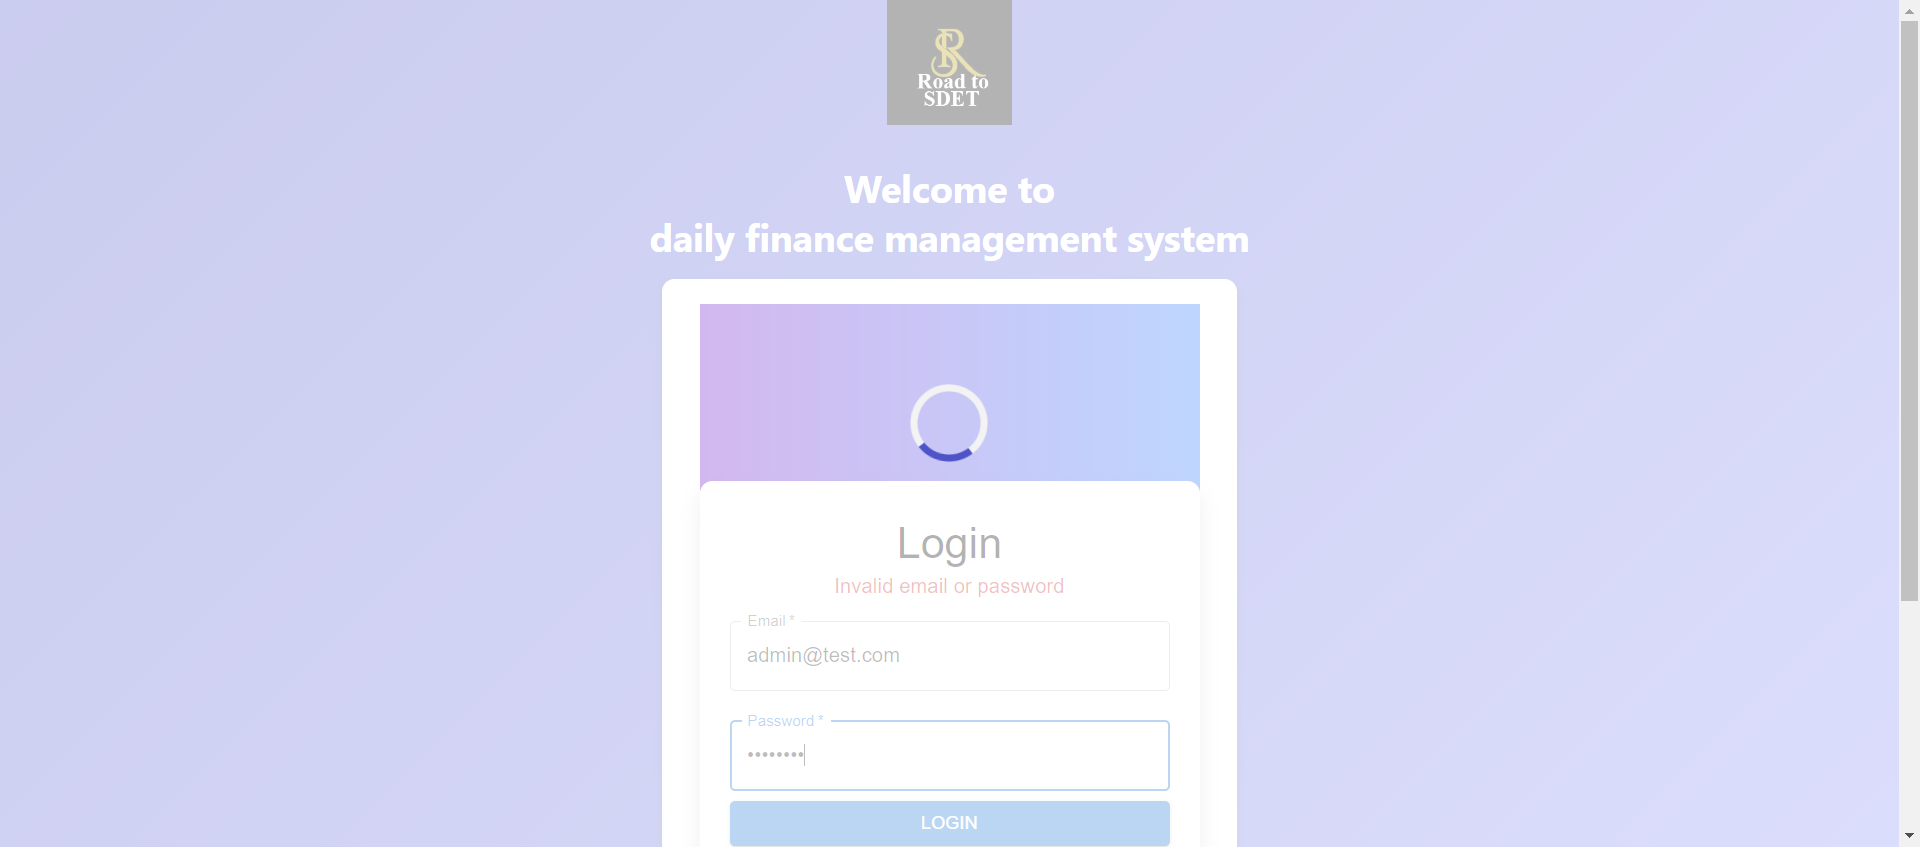 SR
Road to
SDET
Welcome to
daily finance management system
Login
Invalid email or password
Email *
admin@test.com
Password *
••••••••
LOGIN